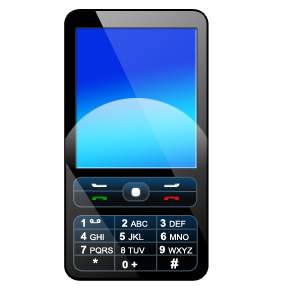 1 2 ABC 3 DEF
4 GHI 5 JKL 6 MNO
7 PQRS 8 TUV 9 WXYZ
* 0 + #